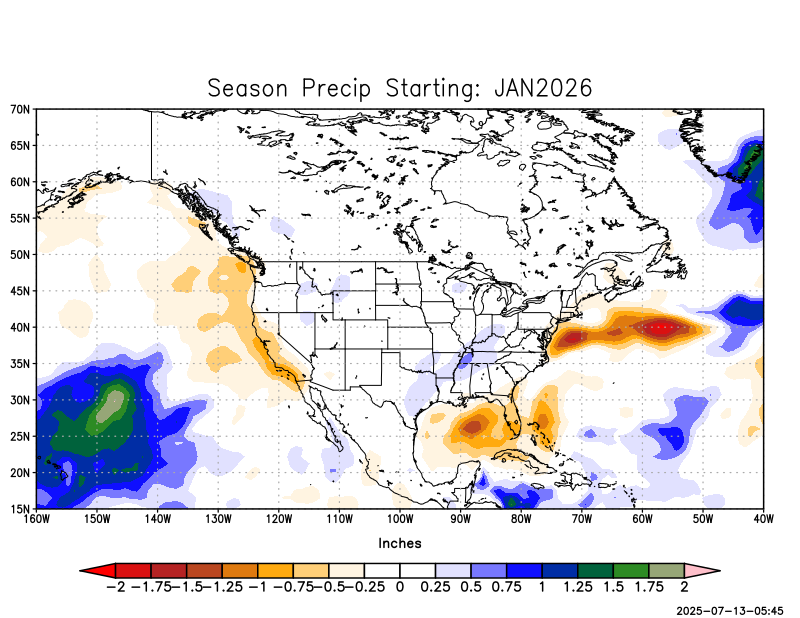 Season Precip Starting: JAN2026
70N
65N
60N
55N
50N
45N
40N
35N
30N
25N
20N
15N
160W 150W 140W 130W 120W 110W 100W 90W 80W 70W 60W 50W 40W
Inches
-2 -1.75-1.5-1.25 -1 -0.75-0.5-0.25 0 0.25 0.5 0.75 1 1.25 1.5 1.75 2
2025-07-13-05:45